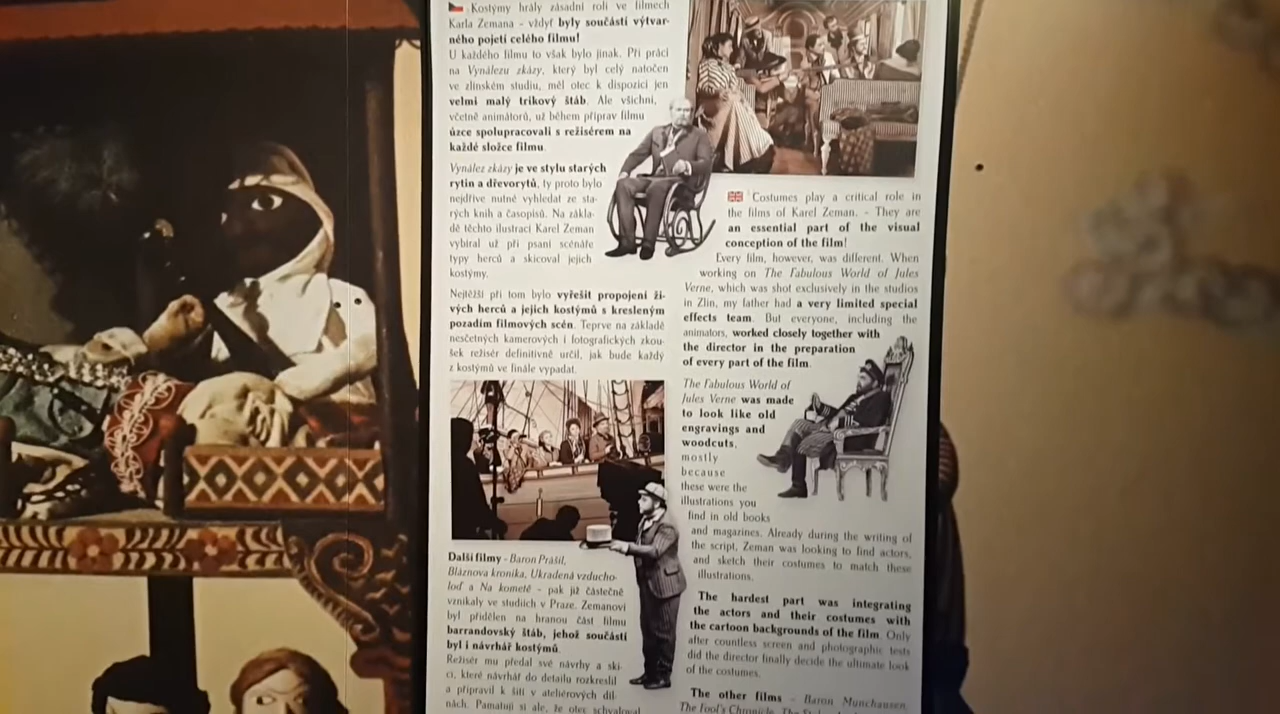 Kostýmy hrály zásadní roli ve filmech
Karla Zemana - vždyť byly součástí výtvar-
ného pojetí celého filmu!
U každého filmu to však bylo jinak. Při práci
na Vynálezu zkázy, který byl celý natočen
ve zlínském studiu, měl otec k dispozici jen
velmi malý trikový štáb. Ale všichni,
včetně animátorů, už během příprav filmu
úzce spolupracovali s režisérem na
každé složce filmu.
Vynález zkázy je ve stylu starých
rytin a dřevorytů, ty proto bylo
nejdříve nutné vyhledat ze sta-
rých knih a časopisů. Na zákla-
dě těchto ilustrací Karel Zeman
vybíral už při psaní scénáře
typy herců a skicoval jejich
kostýmy.
Nejtěžší při tom bylo vyřešit propojení ži-
vých herců a jejich kostýmů s kresleným
pozadím filmových scén. Teprve na základě
nesčetných kamerových i fotografických zkou-
šek režisér definitivně určil, jak bude každý
z kostýmů ve finále vypadat.
Další filmy - Baron Prášil,
Bláznova kronika, Ukradená vzducho-
loď a Na kometě - pak již částečně
vznikaly ve studiích v Praze. Zemanovi
byl přidělen na hranou část filmu
barrandovský štáb, jehož součástí
byl i návrhář kostýmů.
Režisér mu předal své návrhy a ski-
ci, které návrhář do detailu rozkreslil
a připravil k šití v ateliérových díl-
nách. Pamatuji si ale, že otec schvaloval
Costumes play a critical role in
the films of Karel Zeman. - They are
an essential part of the visual
conception of the film!
Every film, however, was different. When
working on The Fabulous World of Jules
Verne, which was shot exclusively in the studios
in Zlín, my father had a very limited special
effects team. But everyone, including the
animators, worked closely together with
the director in the preparation
of every part of the film.
The Fabulous World of
Jules Verne was made
to look like old
engravings and
woodcuts,
mostly
because
these were the
illustrations you
find in old books
and magazines. Already during the writing of
the script, Zeman was looking to find actors,
and sketch their costumes to match these
illustrations.
The hardest part was integrating
the actors and their costumes with
the cartoon backgrounds of the film. Only
after countless screen and photographic tests
did the director finally decide the ultimate look
of the costumes.
The other films - Baron Munchausen,
The Fool's Chronicle, The